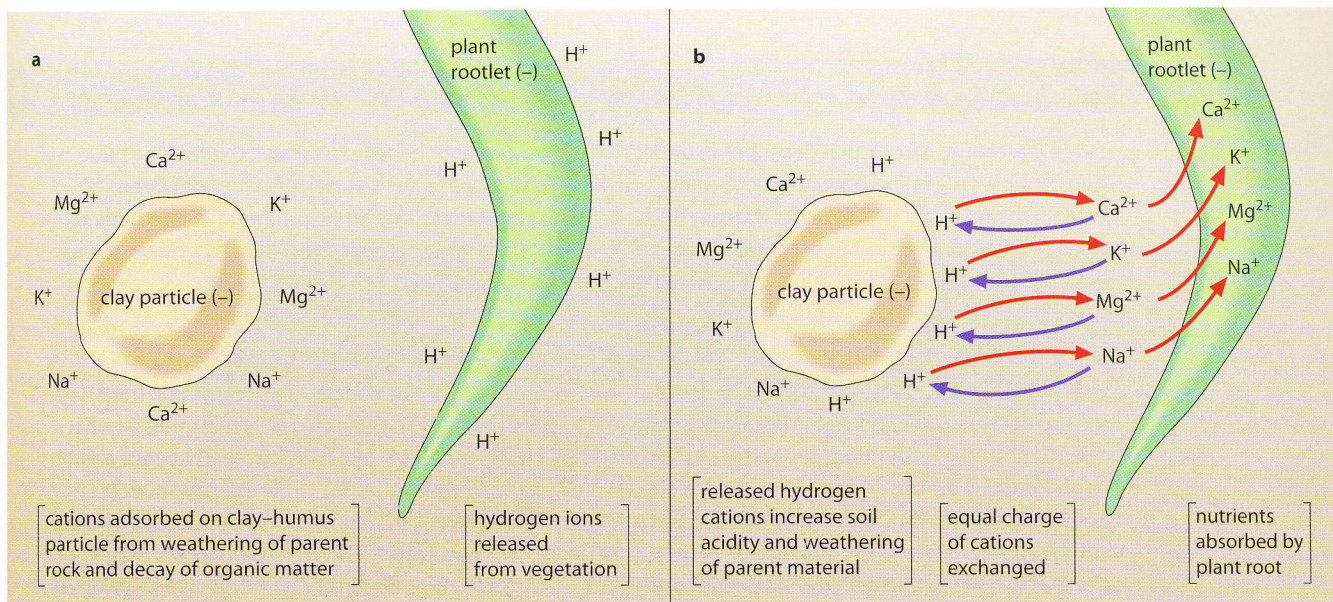 a
plant
rootlet (–)
H⁺
H⁺
H⁺
H⁺
H⁺
H⁺
Ca²⁺
Mg²⁺
K⁺
K⁺
clay particle (–)
Mg²⁺
Na⁺
Na⁺
Ca²⁺
cations adsorbed on clay–humus
particle from weathering of parent
rock and decay of organic matter
hydrogen ions
released
from vegetation
b
plant
rootlet (–)
Ca²⁺
K⁺
Mg²⁺
Na⁺
H⁺
Ca²⁺
H⁺
Ca²⁺
Mg²⁺
K⁺
H⁺
clay particle (–)
Mg²⁺
K⁺
H⁺
Na⁺
Na⁺
H⁺
H⁺
released hydrogen
cations increase soil
acidity and weathering
of parent material
equal charge
of cations
exchanged
nutrients
absorbed by
plant root